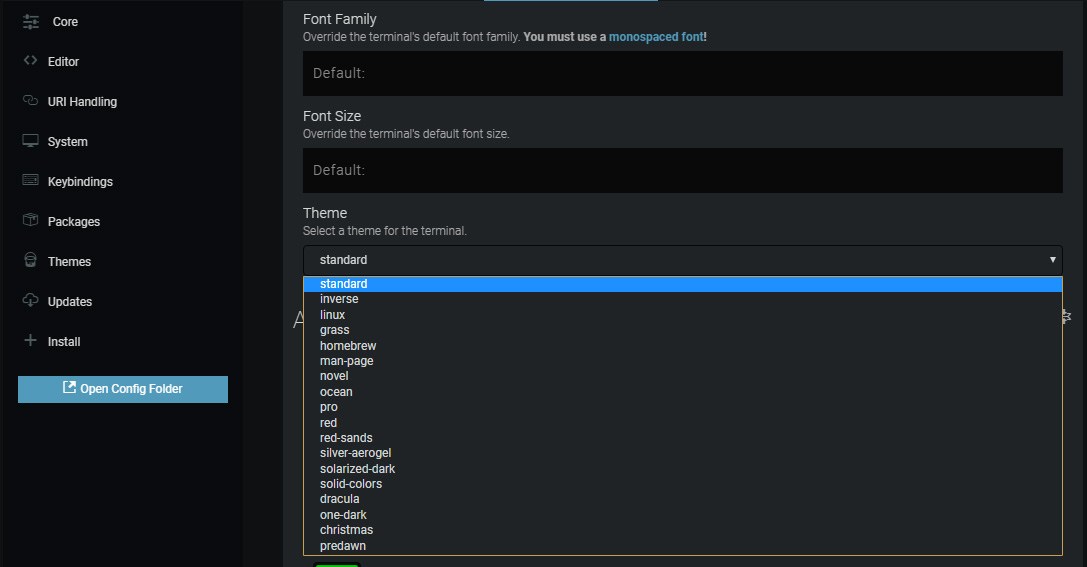 Core
Editor
URI Handling
System
Keybindings
Packages
Themes
Updates
Install
Open Config Folder
Font Family
Override the terminal's default font family. You must use a monospaced font!
Default:
Font Size
Override the terminal's default font size.
Default:
Theme
Select a theme for the terminal.
standard
standard
inverse
linux
grass
homebrew
man-page
novel
ocean
pro
red
red-sands
silver-aerogel
solarized-dark
solid-colors
dracula
one-dark
christmas
predawn